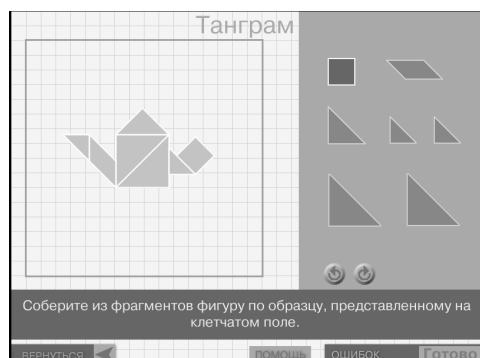 Танграм
Соберите из фрагментов фигуру по образцу, представленному на
клетчатом поле.
ВЕРНУТЬСЯ
ПОМОЩЬ
ОШИБОК
Готово